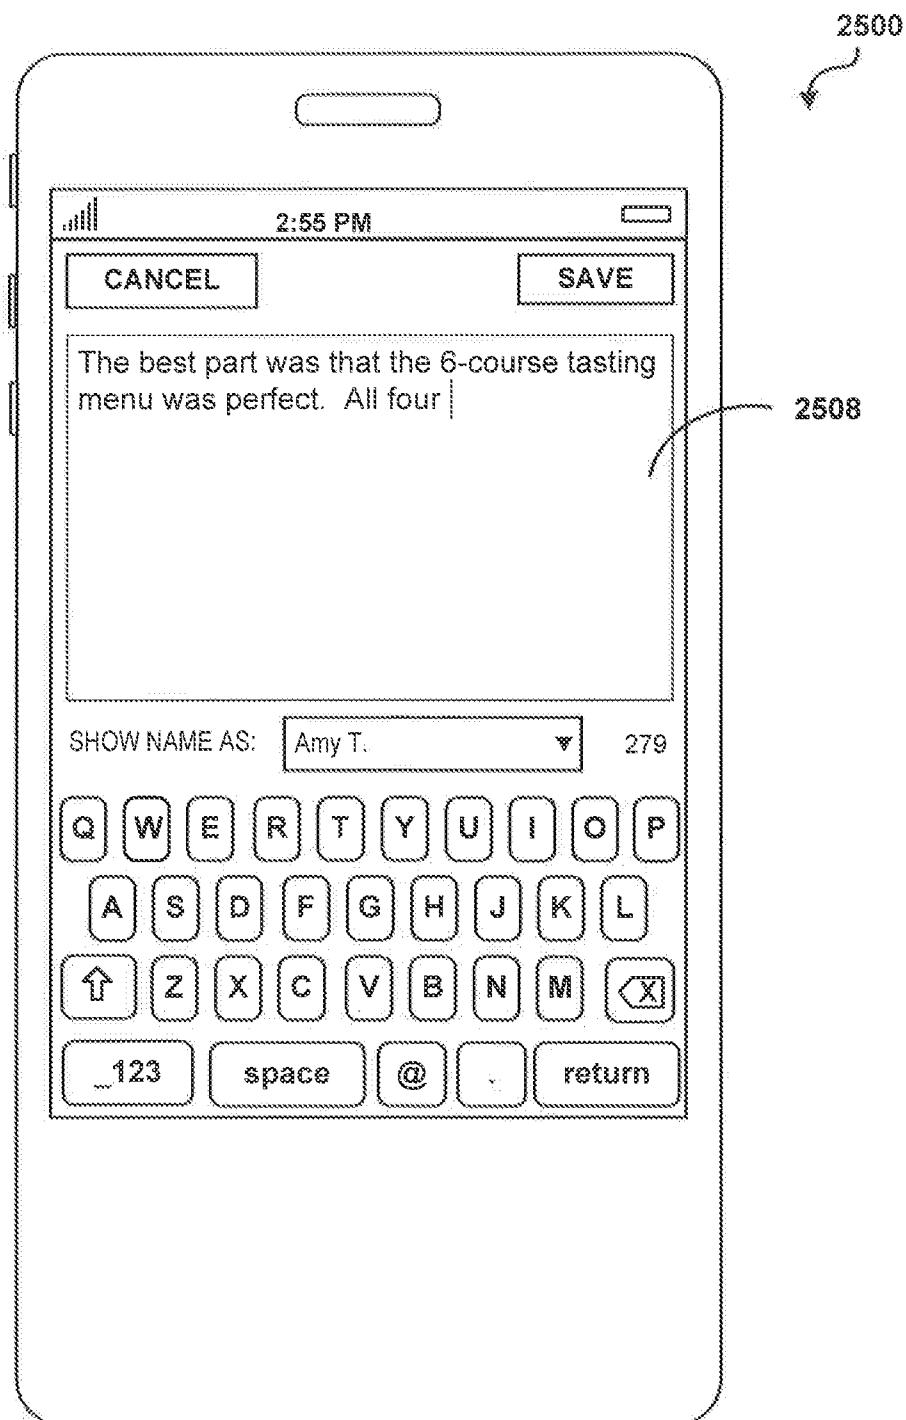 2500
2:55 PM
CANCEL SAVE
The best part was that the 6-course tasting
menu was perfect.  All four
2508
SHOW NAME AS: Amy T. 279
Q W E R T Y U I O P
A S D F G H J K L
Z X C V B N M X
_123 space @ . return